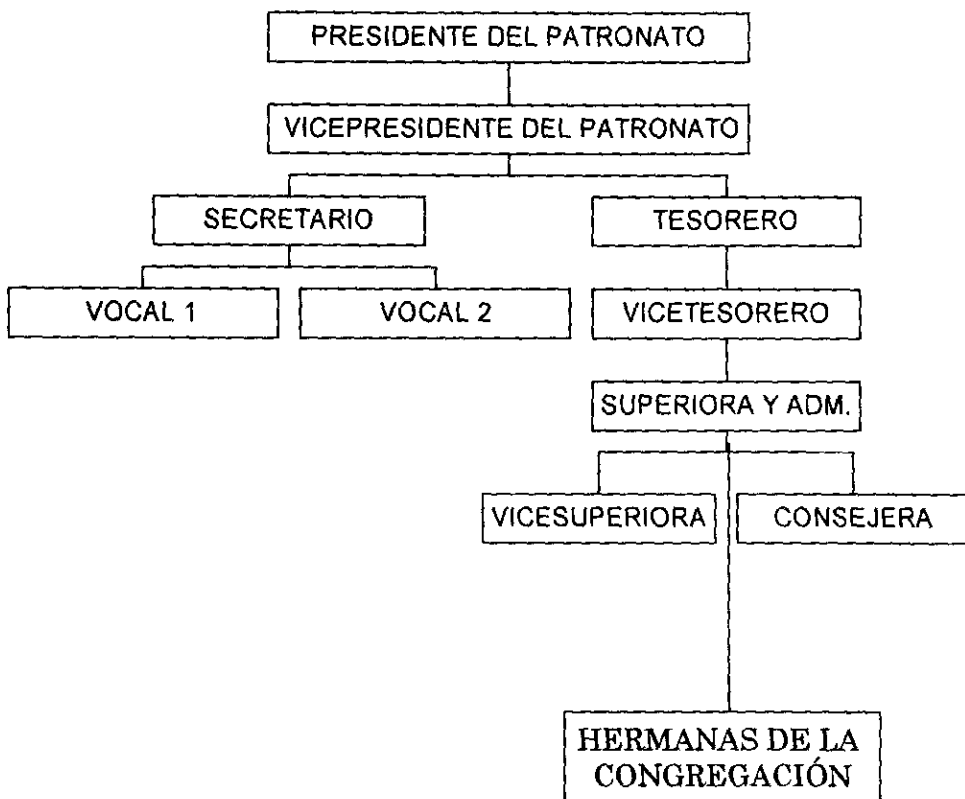 PRESIDENTE DEL PATRONATO
VICEPRESIDENTE DEL PATRONATO
SECRETARIO
TESORERO
VOCAL 1
VOCAL 2
VICETESORERO
SUPERIORA Y ADM.
VICESUPERIORA
CONSEJERA
HERMANAS DE LA
CONGREGACIÓN